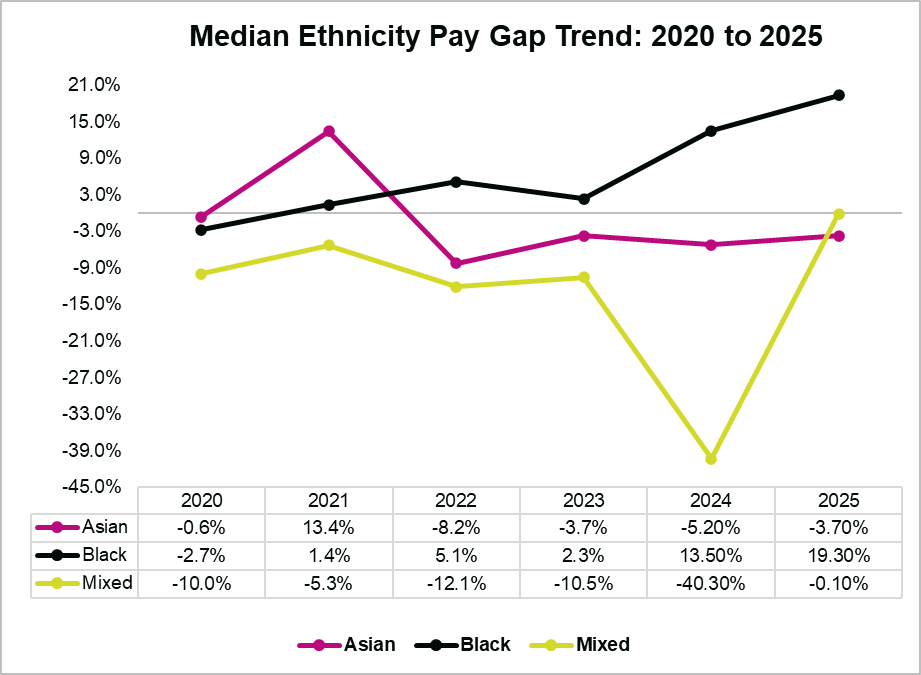 Median Ethnicity Pay Gap Trend: 2020 to 2025
21.0%
15.0%
9.0%
3.0%
-3.0%
-9.0%
-15.0%
-21.0%
-27.0%
-33.0%
-39.0%
-45.0%
2020 2021 2022 2023 2024 2025
Asian -0.6% 13.4% -8.2% -3.7% -5.20% -3.70%
Black -2.7% 1.4% 5.1% 2.3% 13.50% 19.30%
Mixed -10.0% -5.3% -12.1% -10.5% -40.30% -0.10%
Asian Black Mixed